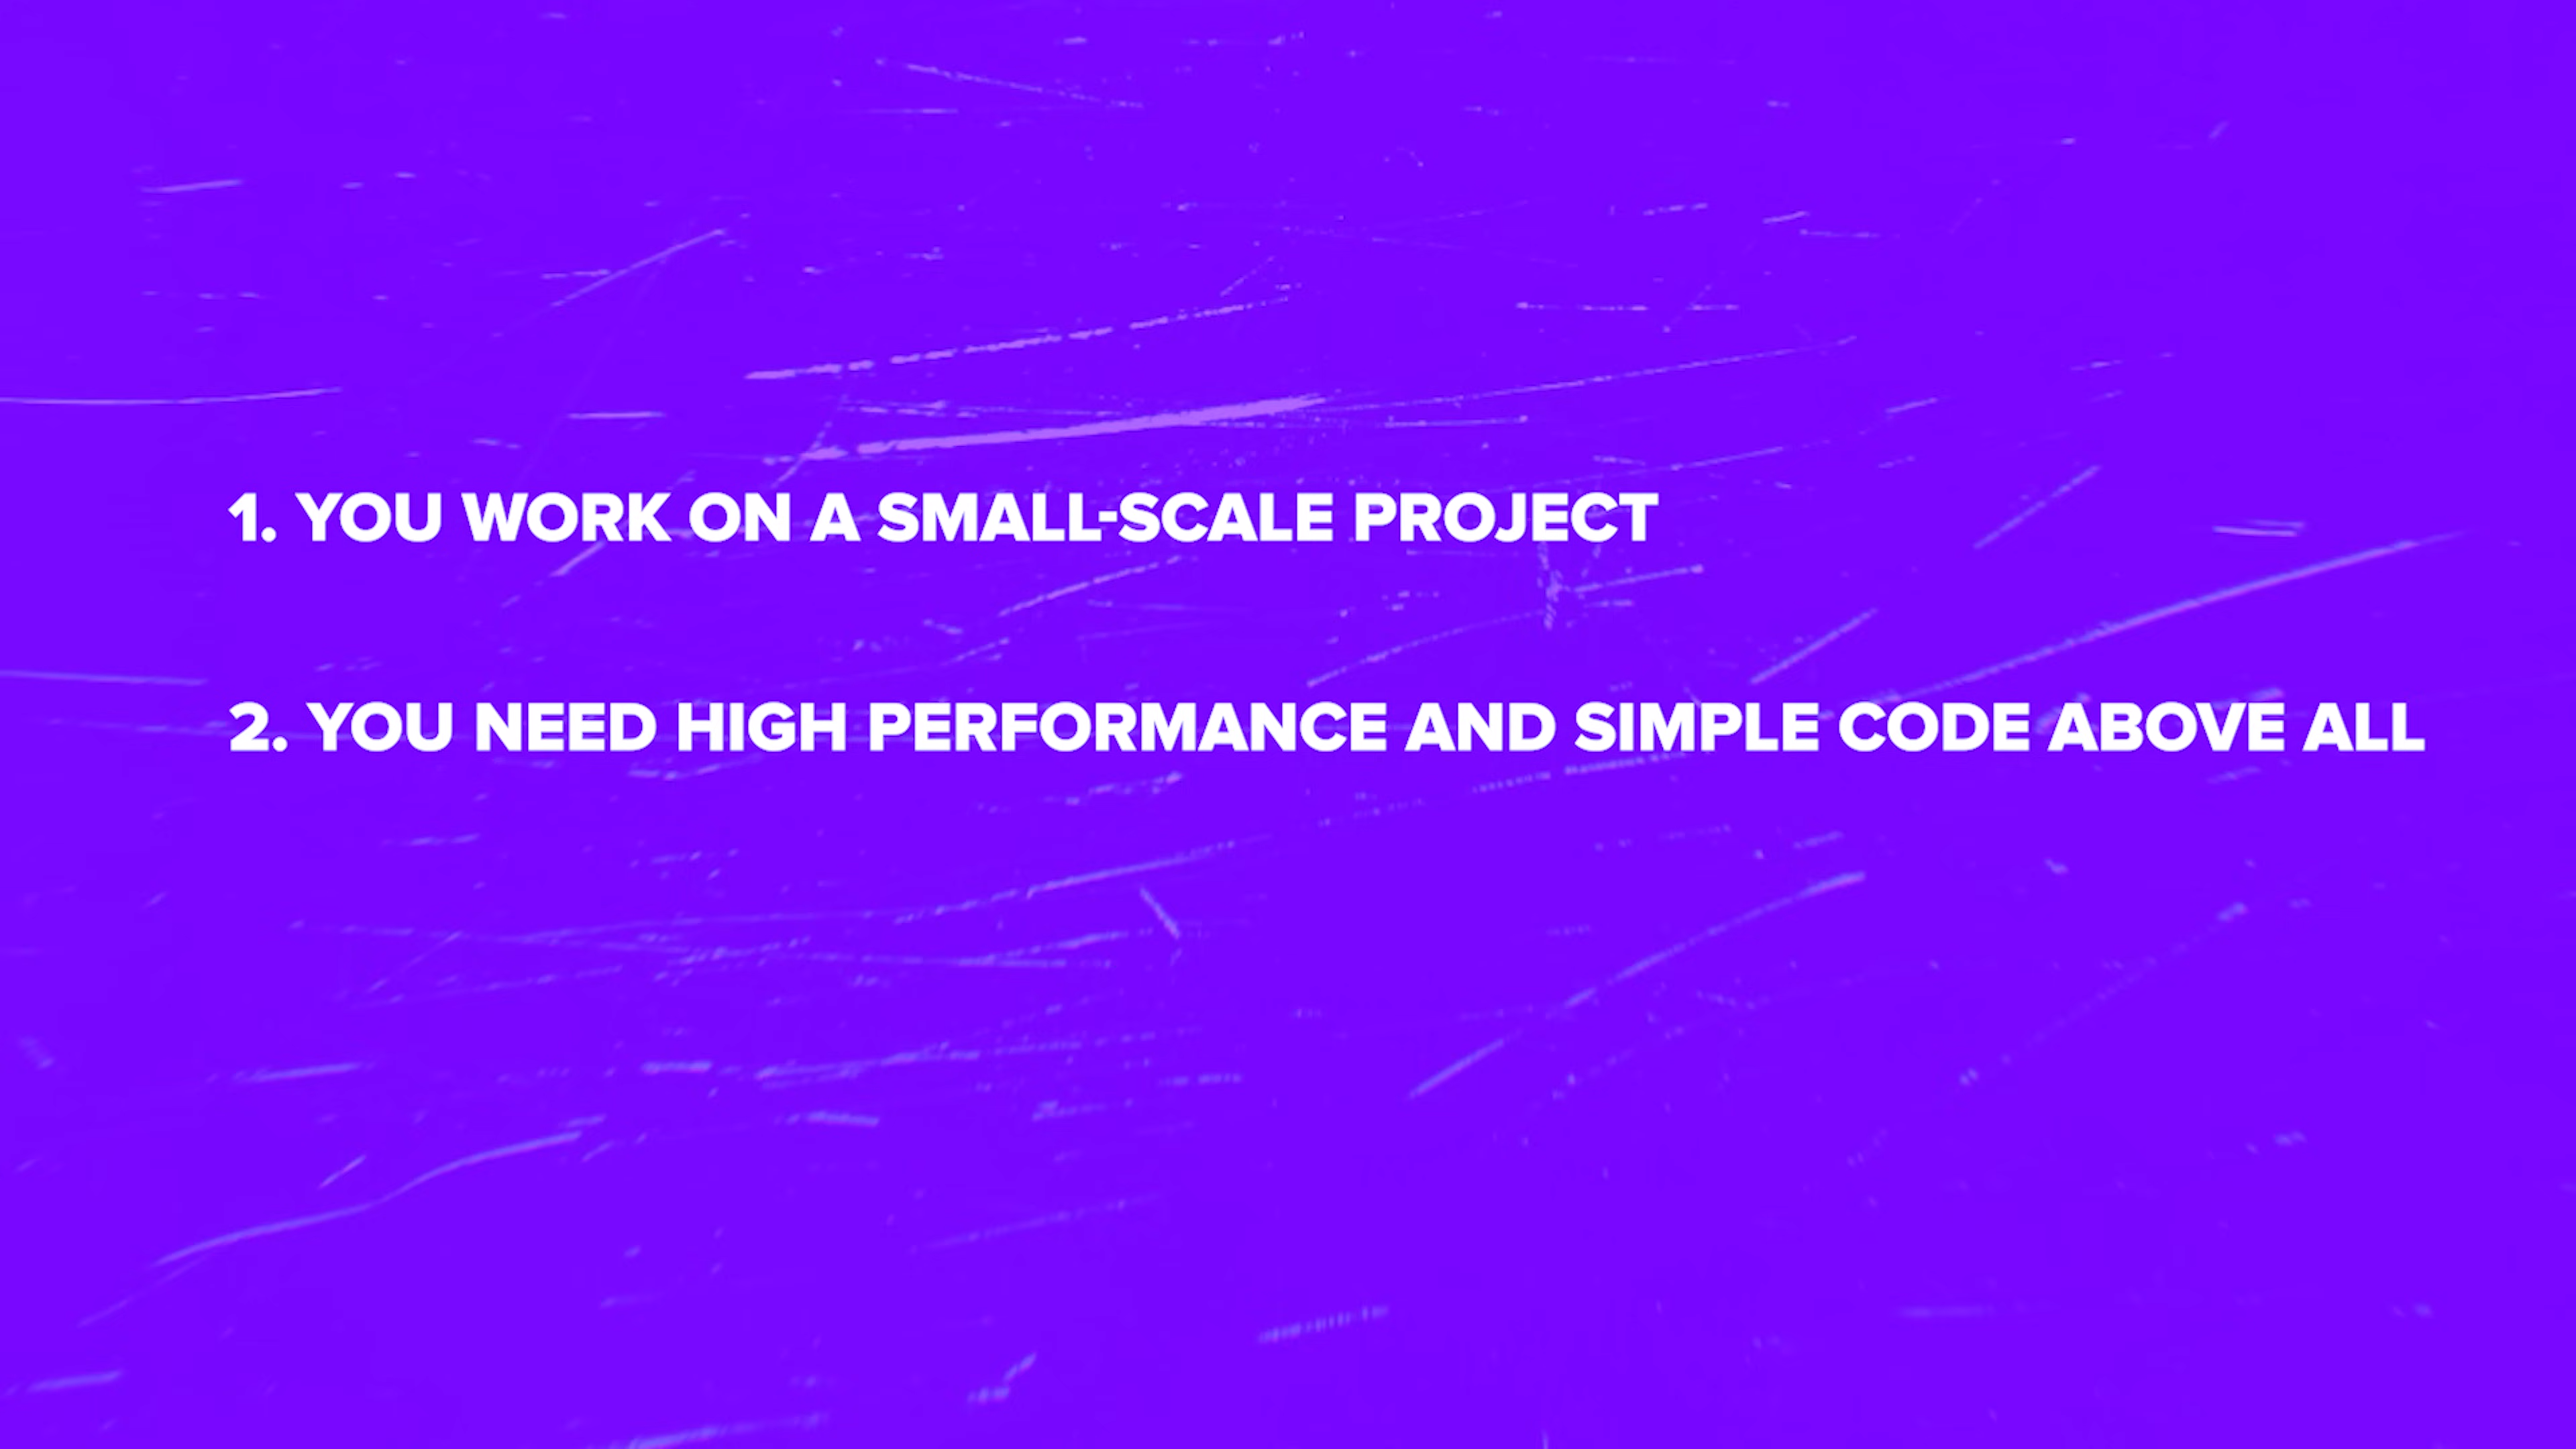 1. YOU WORK ON A SMALL-SCALE PROJECT
2. YOU NEED HIGH PERFORMANCE AND SIMPLE CODE ABOVE ALL